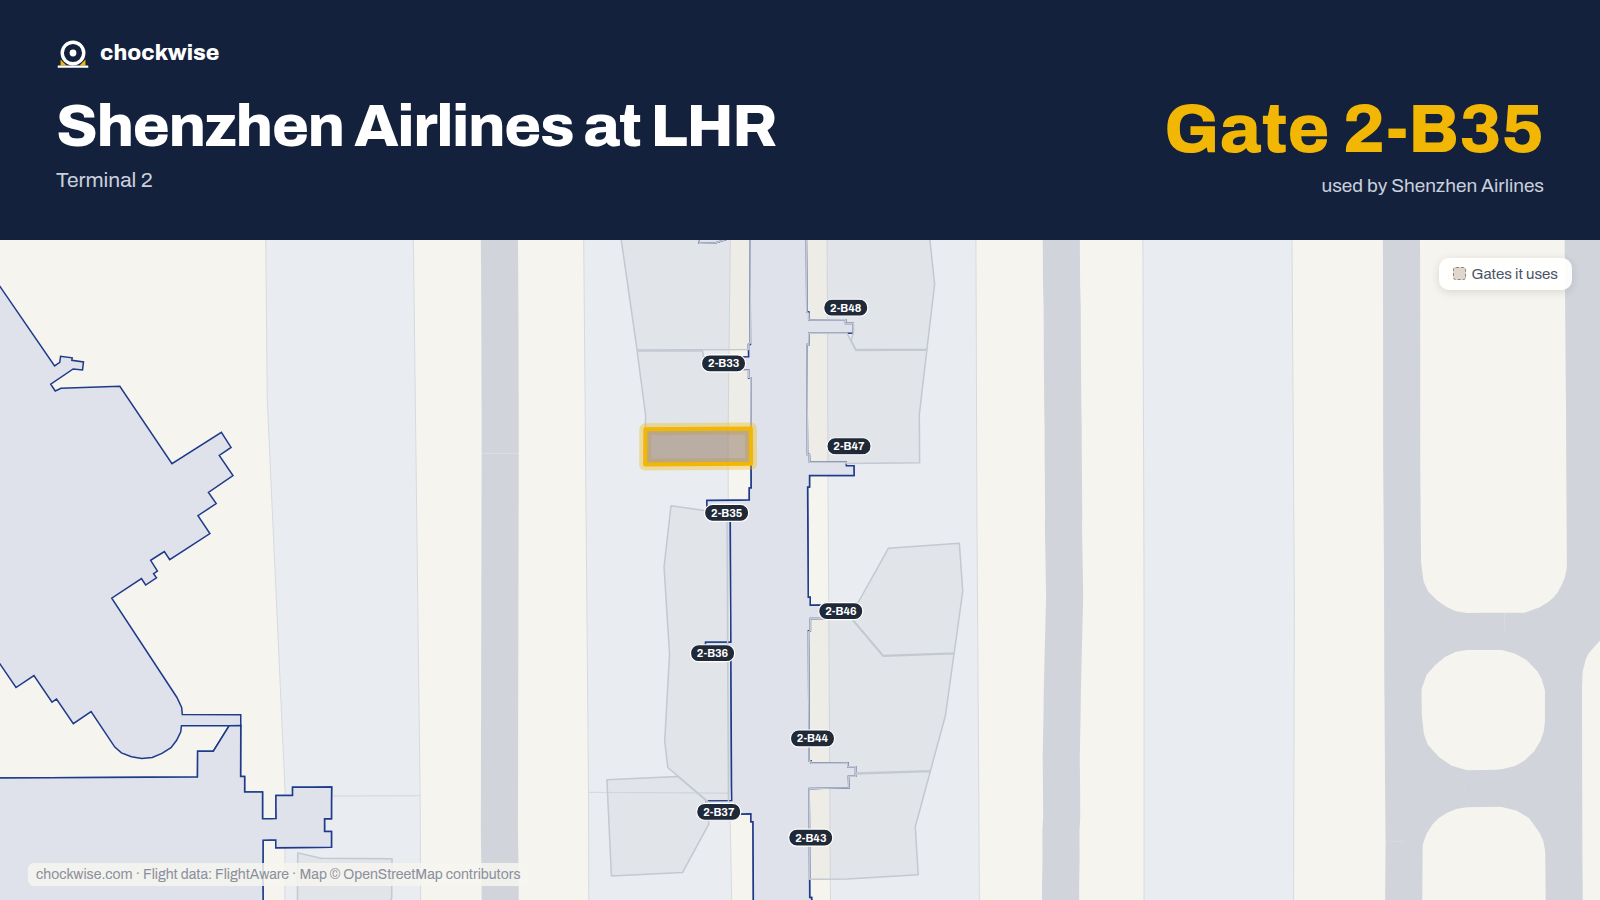 chockwise
Shenzhen Airlines at LHR
Terminal 2
Gate 2-B35
used by Shenzhen Airlines
Gates it uses
2-B48
2-B33
2-B47
2-B35
2-B46
2-B36
2-B44
2-B37
2-B43
chockwise.com · Flight data: FlightAware · Map © OpenStreetMap contributors